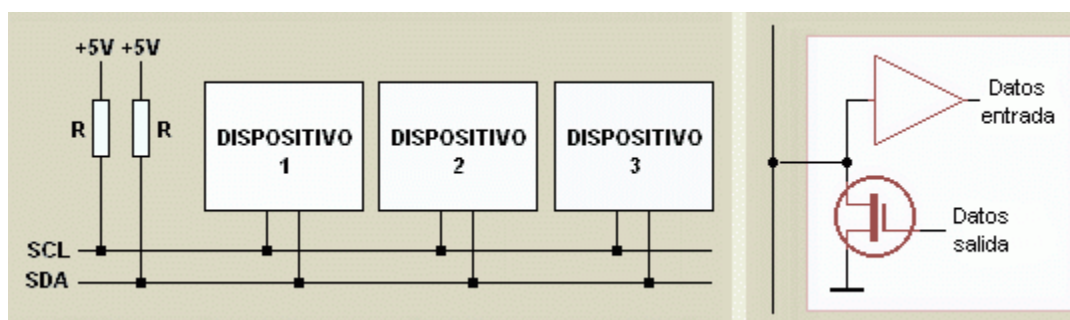 +5V +5V
R
R
DISPOSITIVO
1
DISPOSITIVO
2
DISPOSITIVO
3
SCL
SDA
Datos
entrada
Datos
salida